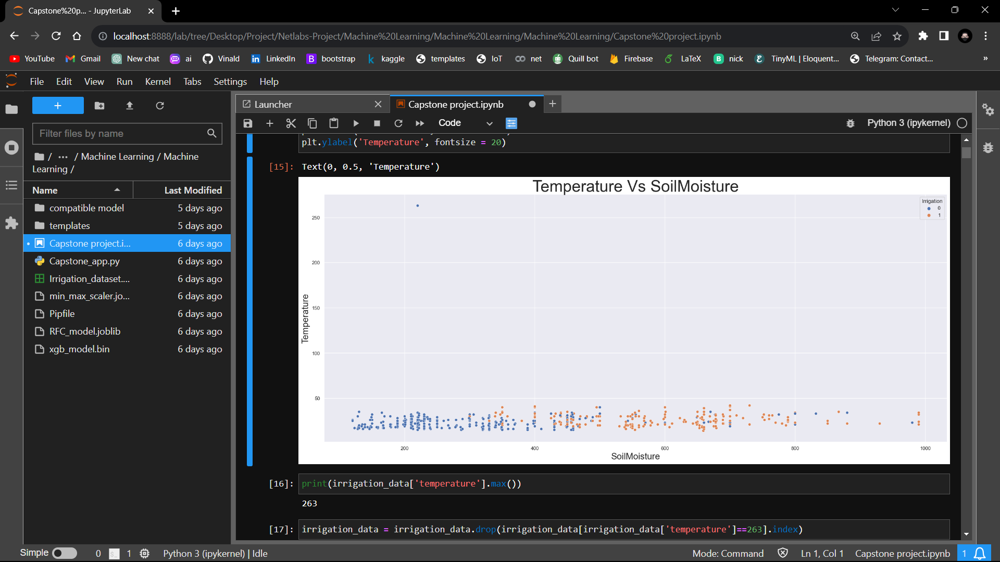 Capstone%20p... - JupyterLab
localhost:8888/lab/tree/Desktop/Project/Netlabs-Project/Machine%20Learning/Machine%20Learning/Machine%20Learning/Capstone%20project.ipynb
YouTube Gmail New chat ai Vinald LinkedIn bootstrap kaggle templates IoT net Quill bot Firebase LaTeX nick TinyML | Eloquent... Telegram: Contact... »
File Edit View Run Kernel Tabs Settings Help
Filter files by name
/ ··· / Machine Learning / Machine
Learning /
Name Last Modified
compatible model 5 days ago
templates 5 days ago
Capstone project.i... 6 days ago
Capstone_app.py 6 days ago
Irrigation_dataset.... 6 days ago
min_max_scaler.jo... 6 days ago
Pipfile 6 days ago
RFC_model.joblib 6 days ago
xgb_model.bin 6 days ago
Launcher Capstone project.ipynb
Code Python 3 (ipykernel)
plt.ylabel('Temperature', fontsize = 20)
[15]: Text(0, 0.5, 'Temperature')
Temperature Vs SoilMoisture
Irrigation
0
1
250
200
150
100
50
Temperature
200 400 600 800 1000
SoilMoisture
[16]: print(irrigation_data['temperature'].max())
263
[17]: irrigation_data = irrigation_data.drop(irrigation_data[irrigation_data['temperature']==263].index)
Simple 0 1 Python 3 (ipykernel) | Idle Mode: Command Ln 1, Col 1 Capstone project.ipynb 1